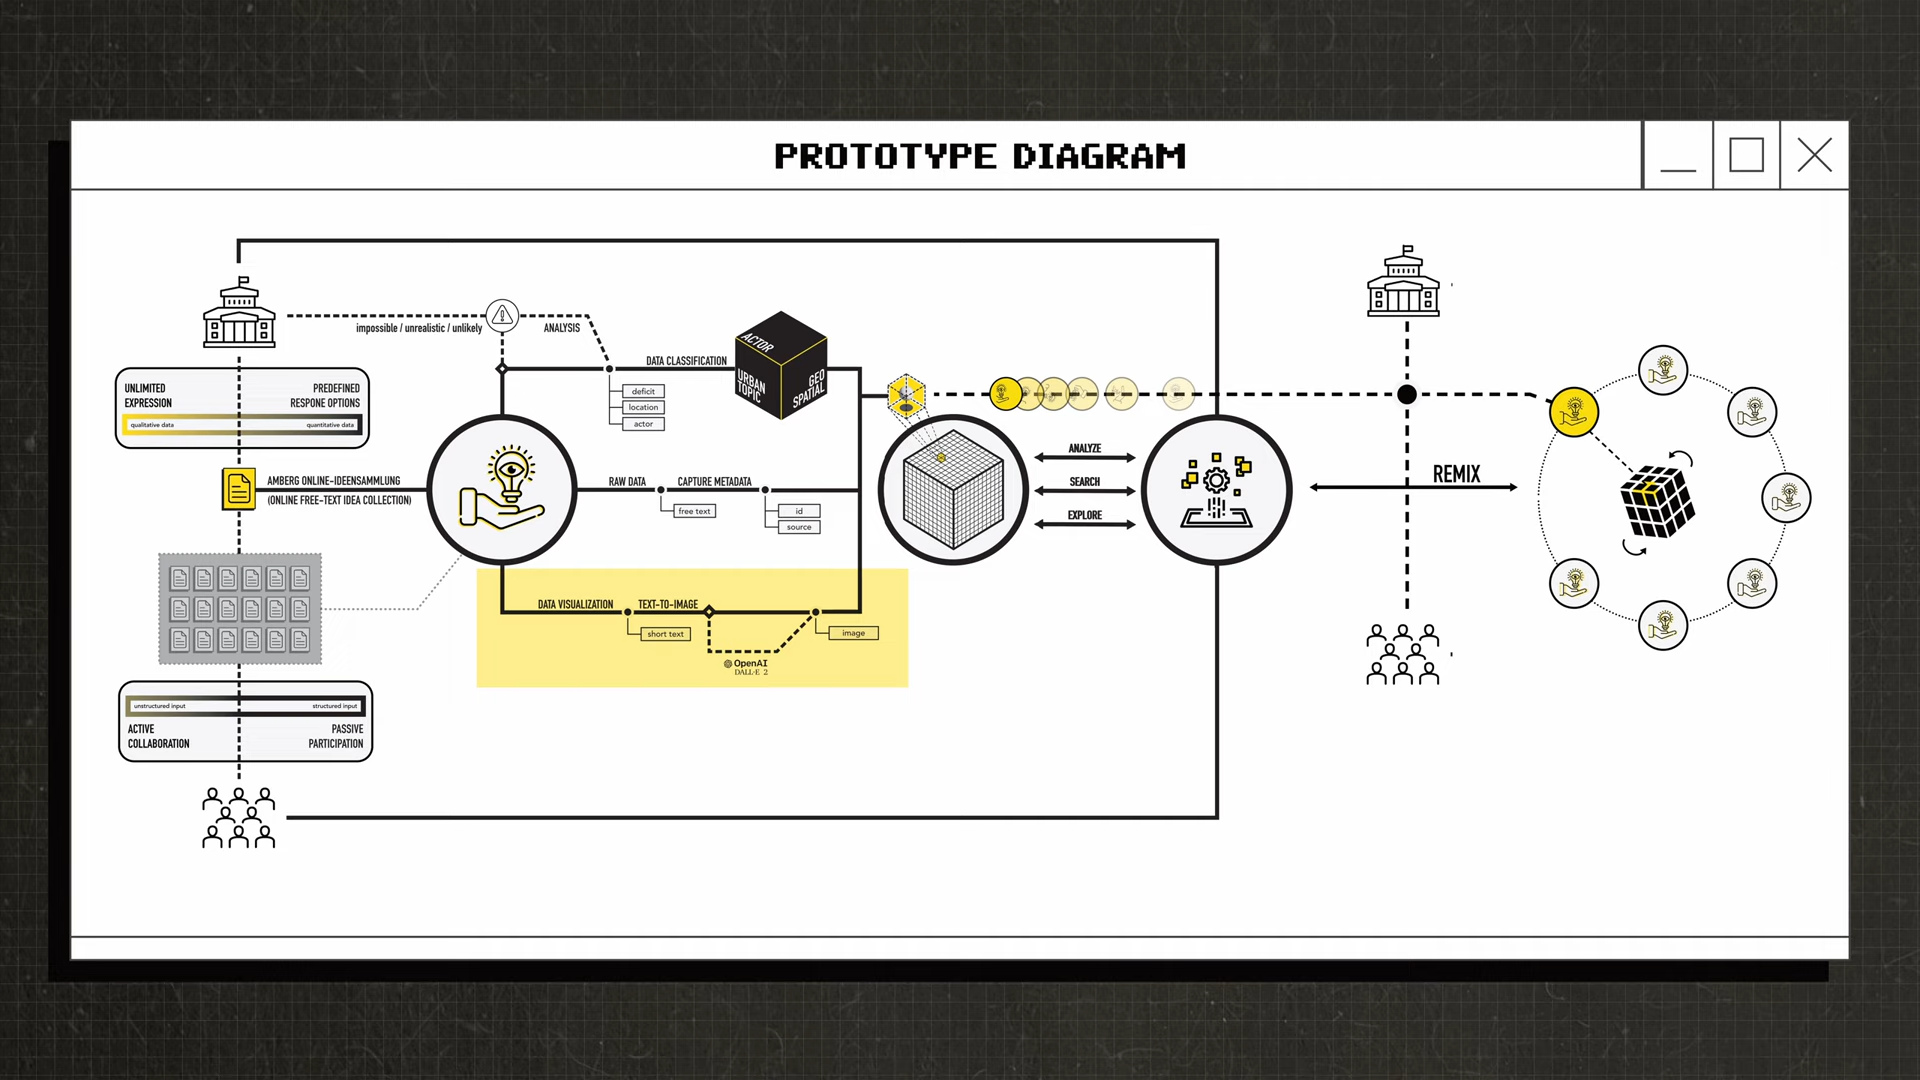 PROTOTYPE DIAGRAM
impossible / unrealistic / unlikely
ANALYSIS
DATA CLASSIFICATION
deficit
location
actor
ACTOR
URBAN
TOPIC
GEO
SPATIAL
UNLIMITED
EXPRESSION
PREDEFINED
RESPONE OPTIONS
qualitative data
quantitative data
AMBERG ONLINE-IDEENSAMMLUNG
(ONLINE FREE-TEXT IDEA COLLECTION)
RAW DATA
free text
CAPTURE METADATA
id
source
ANALYZE
SEARCH
EXPLORE
REMIX
DATA VISUALIZATION
short text
TEXT-TO-IMAGE
image
OpenAI
DALL·E 2
unstructured input
structured input
ACTIVE
COLLABORATION
PASSIVE
PARTICIPATION